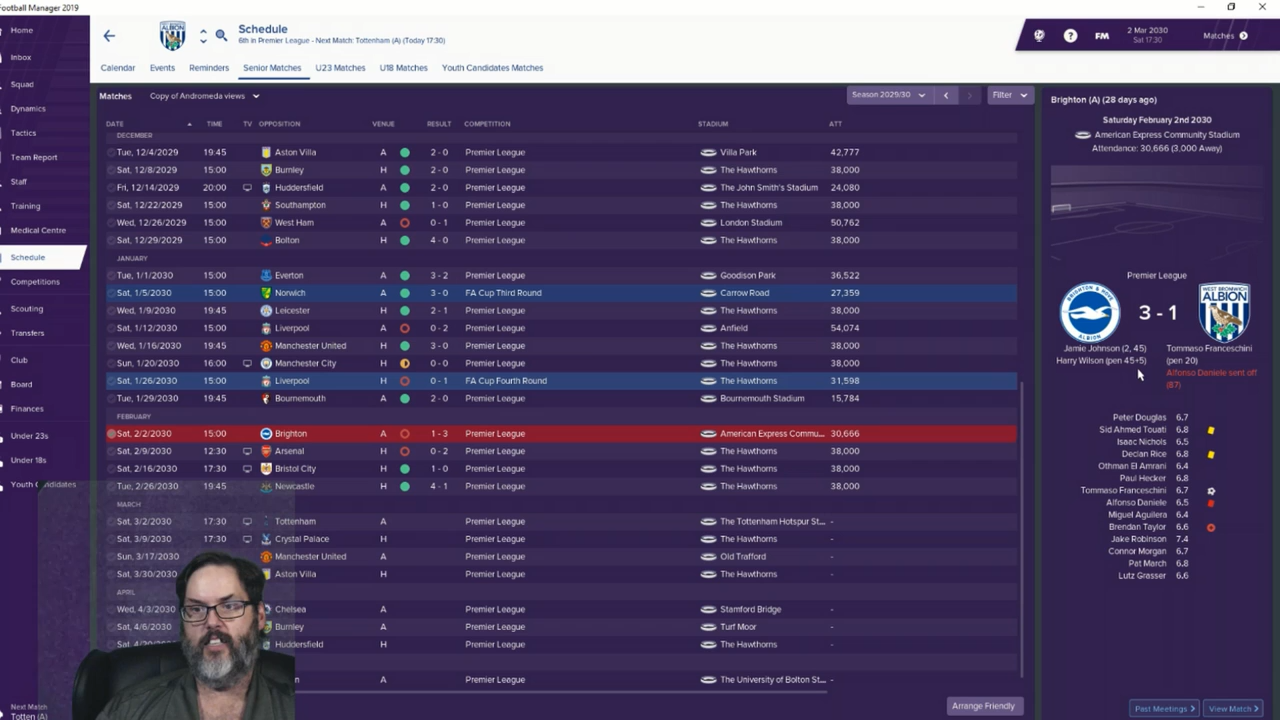 Football Manager 2019
Home
Inbox
Squad
Dynamics
Tactics
Team Report
Staff
Training
Medical Centre
Schedule
Competitions
Scouting
Transfers
Club
Board
Finances
Under 23s
Under 18s
Youth Candidates
Next Match
Totten (A)
ALBION
Schedule
6th in Premier League - Next Match: Tottenham (A) (Today 17:30)
FM
2 Mar 2030
Sat 17:30
Matches
Calendar Events Reminders Senior Matches U23 Matches U18 Matches Youth Candidates Matches
Matches Copy of Andromeda views Season 2029/30 Filter
DATE TIME TV OPPOSITION VENUE RESULT COMPETITION STADIUM ATT
DECEMBER
Tue, 12/4/2029 19:45 Aston Villa A 2 - 0 Premier League Villa Park 42,777
Sat, 12/8/2029 15:00 Burnley H 2 - 0 Premier League The Hawthorns 38,000
Fri, 12/14/2029 20:00 Huddersfield A 2 - 0 Premier League The John Smith's Stadium 24,080
Sat, 12/22/2029 15:00 Southampton H 1 - 0 Premier League The Hawthorns 38,000
Wed, 12/26/2029 15:00 West Ham A 0 - 1 Premier League London Stadium 50,762
Sat, 12/29/2029 15:00 Bolton H 4 - 0 Premier League The Hawthorns 38,000
JANUARY
Tue, 1/1/2030 15:00 Everton A 3 - 2 Premier League Goodison Park 36,522
Sat, 1/5/2030 15:00 Norwich A 3 - 0 FA Cup Third Round Carrow Road 27,359
Wed, 1/9/2030 19:45 Leicester H 2 - 1 Premier League The Hawthorns 38,000
Sat, 1/12/2030 15:00 Liverpool A 0 - 2 Premier League Anfield 54,074
Wed, 1/16/2030 19:45 Manchester United H 3 - 0 Premier League The Hawthorns 38,000
Sun, 1/20/2030 16:00 Manchester City H 0 - 0 Premier League The Hawthorns 38,000
Sat, 1/26/2030 15:00 Liverpool H 0 - 1 FA Cup Fourth Round The Hawthorns 31,598
Tue, 1/29/2030 19:45 Bournemouth A 2 - 0 Premier League Bournemouth Stadium 15,784
FEBRUARY
Sat, 2/2/2030 15:00 Brighton A 1 - 3 Premier League American Express Commu... 30,666
Sat, 2/9/2030 12:30 Arsenal H 0 - 2 Premier League The Hawthorns 38,000
Sat, 2/16/2030 17:30 Bristol City H 1 - 0 Premier League The Hawthorns 38,000
Tue, 2/26/2030 19:45 Newcastle H 4 - 1 Premier League The Hawthorns 38,000
MARCH
Sat, 3/2/2030 17:30 Tottenham A Premier League The Tottenham Hotspur St... -
Sat, 3/9/2030 17:30 Crystal Palace H Premier League The Hawthorns -
Sun, 3/17/2030 Manchester United A Premier League Old Trafford -
Sat, 3/30/2030 Aston Villa H Premier League The Hawthorns -
APRIL
Wed, 4/3/2030 Chelsea A Premier League Stamford Bridge -
Sat, 4/6/2030 Burnley A Premier League Turf Moor -
Huddersfield H Premier League The Hawthorns -
A Premier League The University of Bolton St... -
Arrange Friendly
Brighton (A) (28 days ago)
Saturday February 2nd 2030
American Express Community Stadium
Attendance: 30,666 (3,000 Away)
Premier League
BRIGHTON & HOVE ALBION
3 - 1
WEST BROMWICH ALBION
Jamie Johnson (2, 45)
Harry Wilson (pen 45+5)
Tommaso Franceschini
(pen 20)
Alfonso Daniele sent off
(87)
Peter Douglas 6.7
Sid Ahmed Touati 6.8
Isaac Nichols 6.5
Declan Rice 6.8
Othman El Amrani 6.4
Paul Hecker 6.8
Tommaso Franceschini 6.7
Alfonso Daniele 6.5
Miguel Aguilera 6.4
Brendan Taylor 6.6
Jake Robinson 7.4
Connor Morgan 6.7
Pat March 6.8
Lutz Grasser 6.6
Past Meetings > View Match >